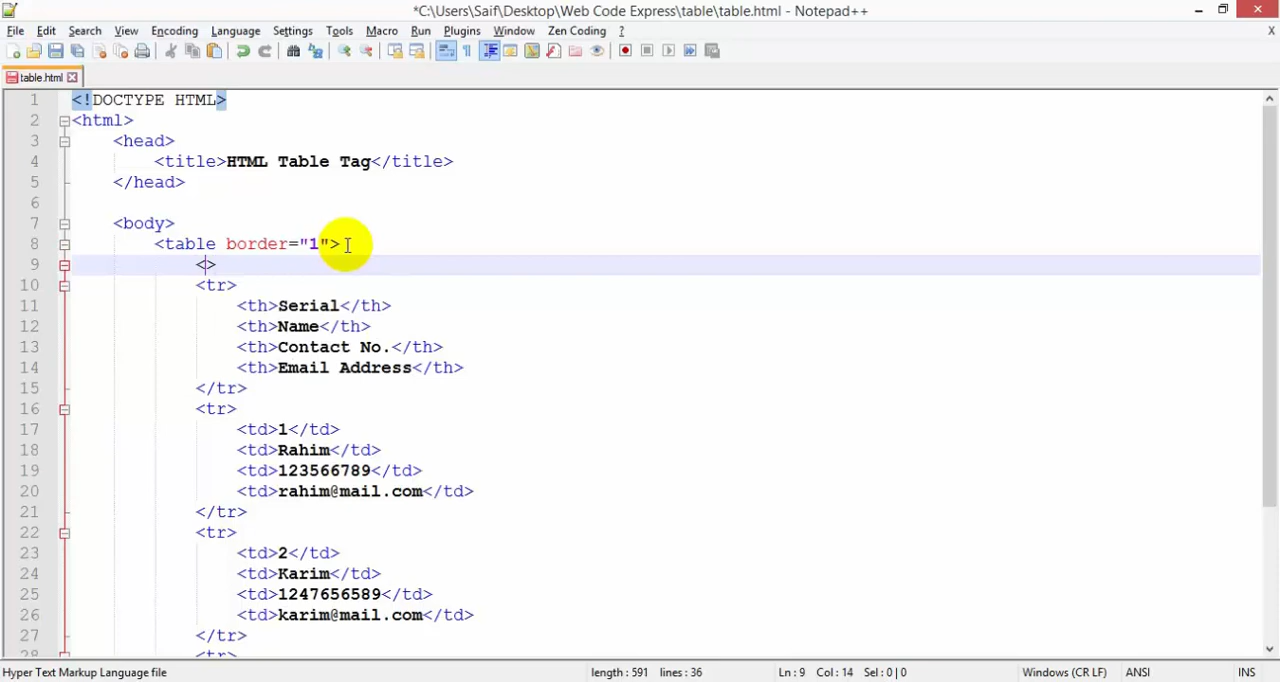 *C:\Users\Saif\Desktop\Web Code Express\table\table.html - Notepad++
File Edit Search View Encoding Language Settings Tools Macro Run Plugins Window Zen Coding ? X
table.html
1 <!DOCTYPE HTML>
2 <html>
3 <head>
4 <title>HTML Table Tag</title>
5 </head>
6
7 <body>
8 <table border="1">
9 <>
10 <tr>
11 <th>Serial</th>
12 <th>Name</th>
13 <th>Contact No.</th>
14 <th>Email Address</th>
15 </tr>
16 <tr>
17 <td>1</td>
18 <td>Rahim</td>
19 <td>123566789</td>
20 <td>rahim@mail.com</td>
21 </tr>
22 <tr>
23 <td>2</td>
24 <td>Karim</td>
25 <td>1247656589</td>
26 <td>karim@mail.com</td>
27 </tr>
28 <tr>
Hyper Text Markup Language file length : 591 lines : 36 Ln : 9 Col : 14 Sel : 0 | 0 Windows (CR LF) ANSI INS